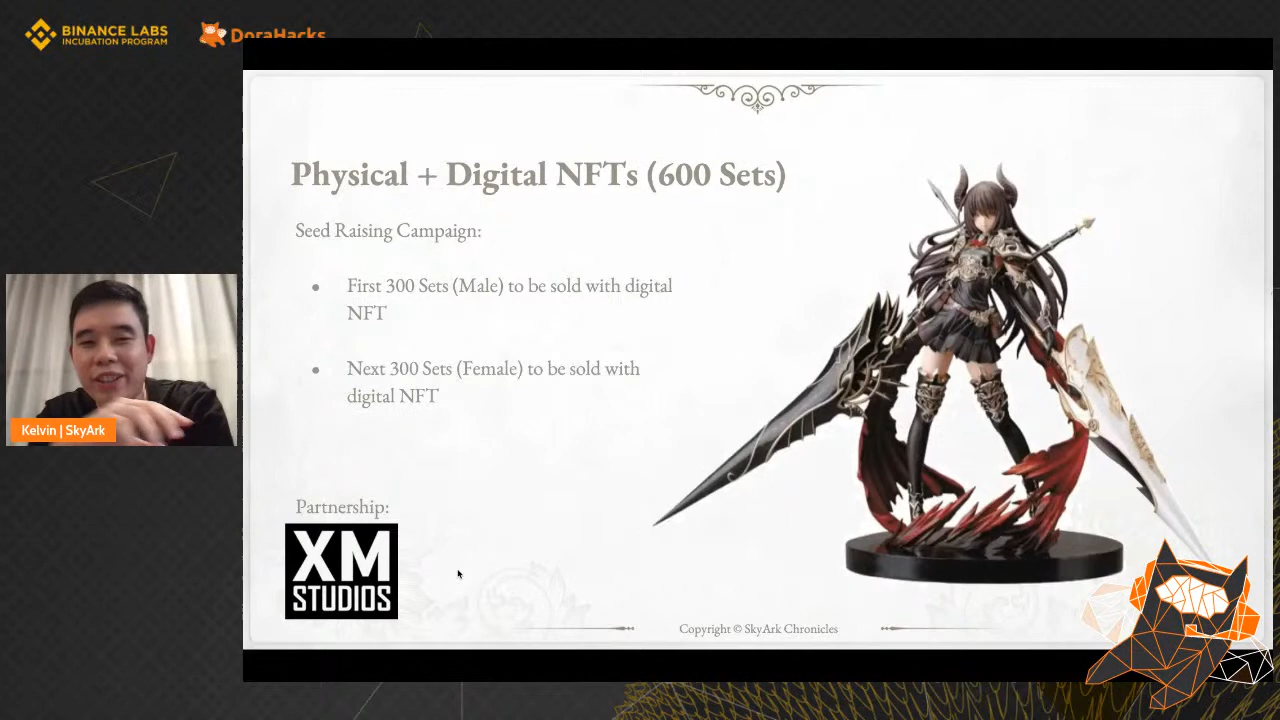 BINANCE LABS
INCUBATION PROGRAM
DoraHacks
Physical + Digital NFTs (600 Sets)
Seed Raising Campaign:
● First 300 Sets (Male) to be sold with digital
NFT
● Next 300 Sets (Female) to be sold with
digital NFT
Kelvin | SkyArk
Partnership:
XM
STUDIOS
Copyright © SkyArk Chronicles